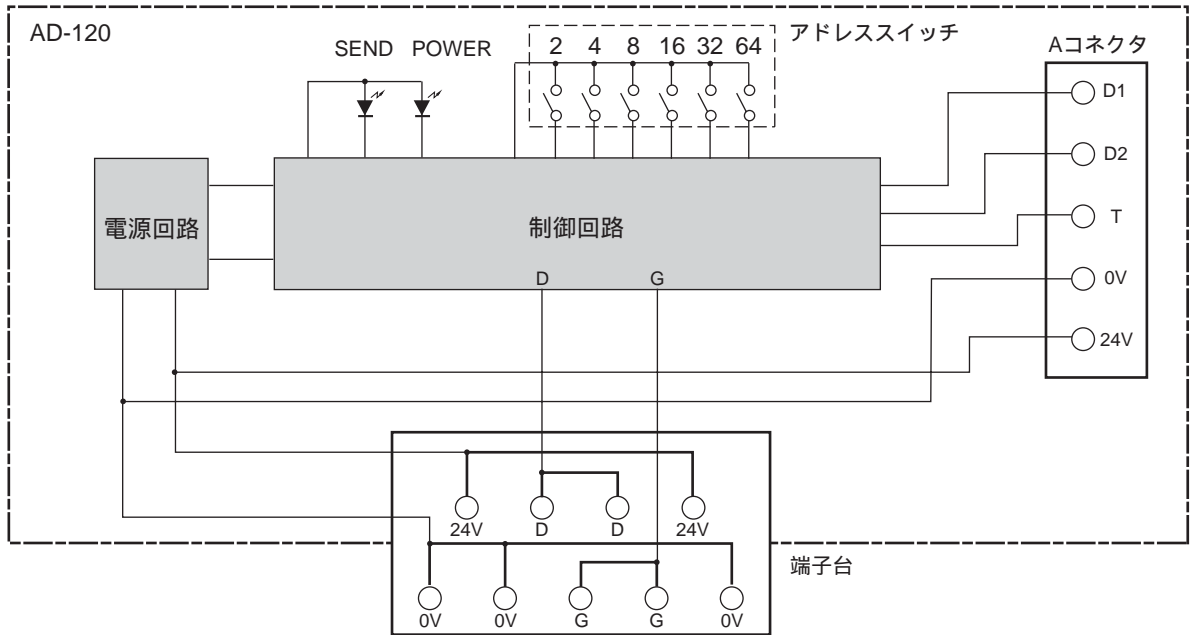 AD-120
SEND POWER
2 4 8 16 32 64
アドレススイッチ
Aコネクタ
D1
D2
T
0V
24V
電源回路
制御回路
D G
24V D D 24V
0V 0V G G 0V
端子台